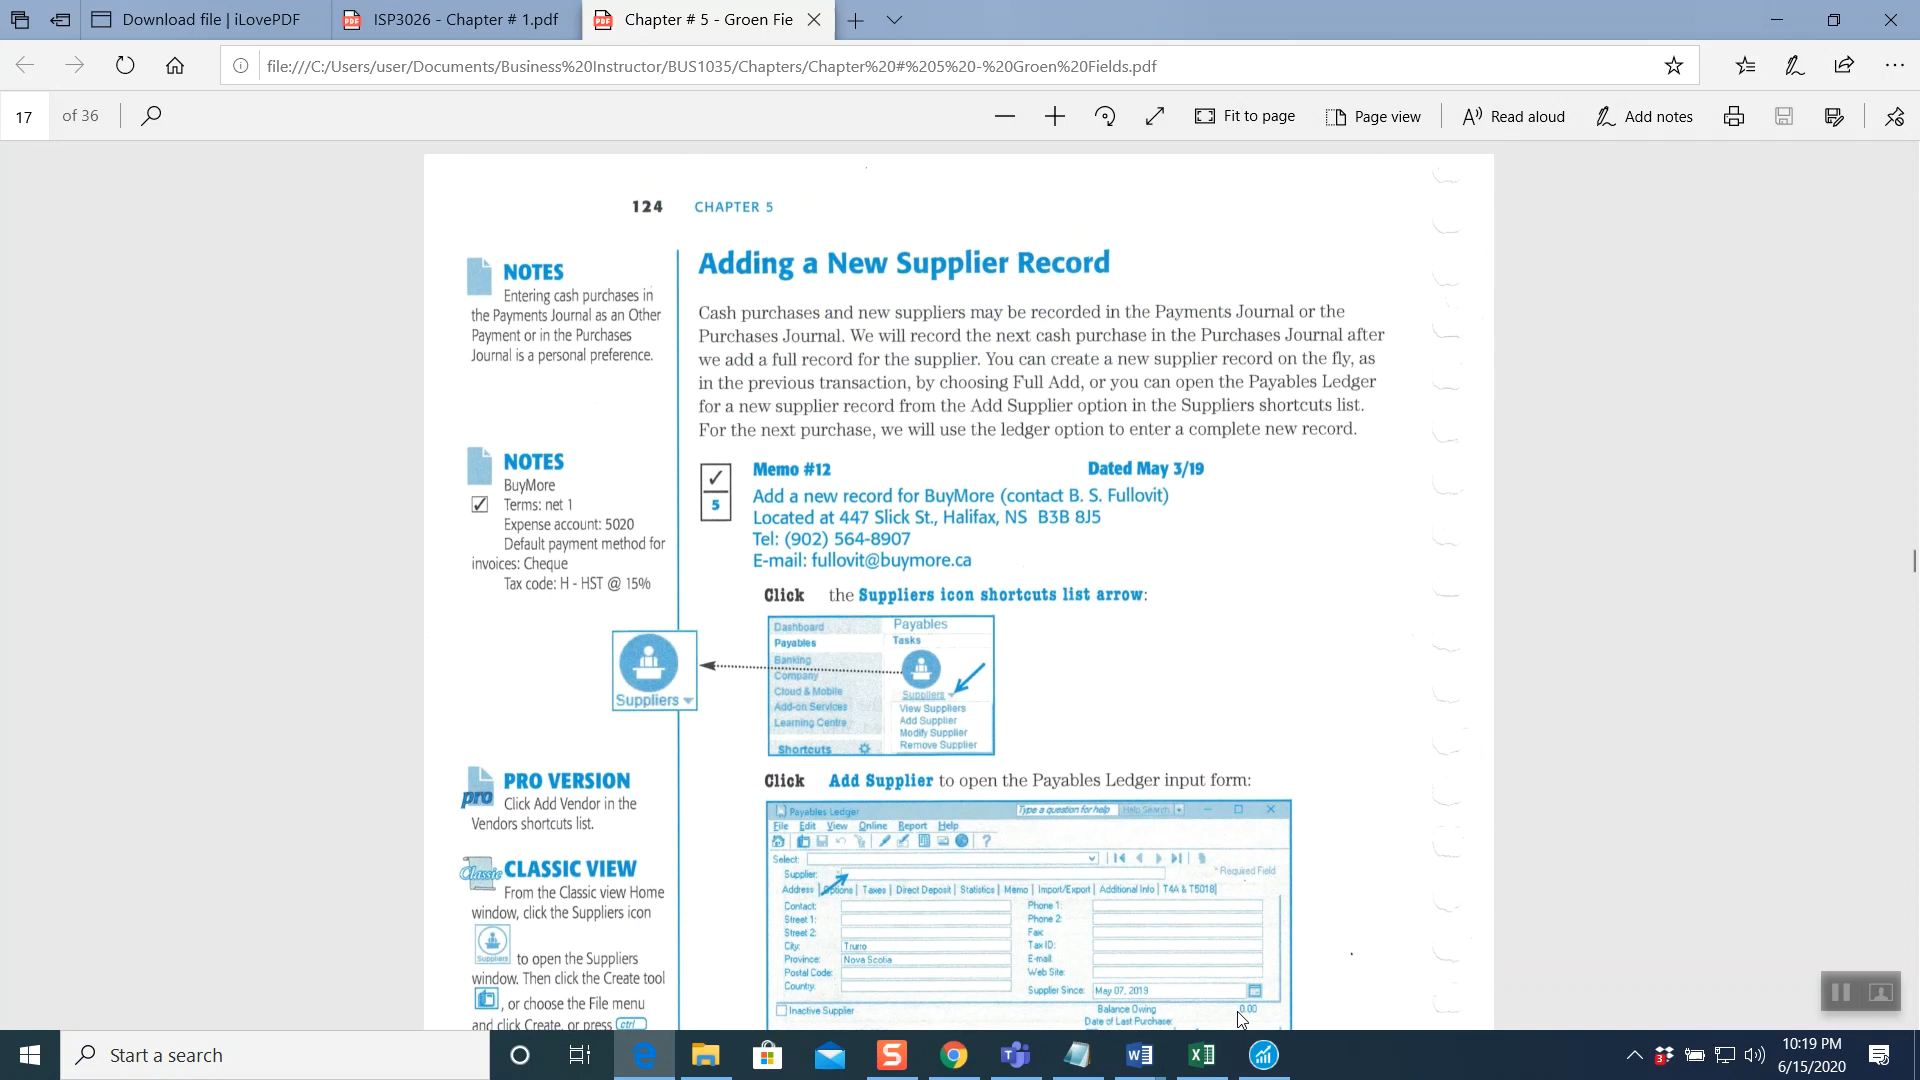 Download file | iLovePDF
ISP3026 - Chapter # 1.pdf
Chapter # 5 - Groen Fie
file:///C:/Users/user/Documents/Business%20Instructor/BUS1035/Chapters/Chapter%20#%205%20-%20Groen%20Fields.pdf
17 of 36
Fit to page
Page view
Read aloud
Add notes
124 CHAPTER 5
Adding a New Supplier Record
NOTES
Entering cash purchases in
the Payments Journal as an Other
Payment or in the Purchases
Journal is a personal preference.
Cash purchases and new suppliers may be recorded in the Payments Journal or the
Purchases Journal. We will record the next cash purchase in the Purchases Journal after
we add a full record for the supplier. You can create a new supplier record on the fly, as
in the previous transaction, by choosing Full Add, or you can open the Payables Ledger
for a new supplier record from the Add Supplier option in the Suppliers shortcuts list.
For the next purchase, we will use the ledger option to enter a complete new record.
NOTES
BuyMore
Terms: net 1
Expense account: 5020
Default payment method for
invoices: Cheque
Tax code: H - HST @ 15%
✓
5
Memo #12 Dated May 3/19
Add a new record for BuyMore (contact B. S. Fullovit)
Located at 447 Slick St., Halifax, NS B3B 8J5
Tel: (902) 564-8907
E-mail: fullovit@buymore.ca
Click the Suppliers icon shortcuts list arrow:
Suppliers
Dashboard
Payables
Banking
Company
Cloud & Mobile
Add-on Services
Learning Centre
Shortcuts
Payables
Tasks
Suppliers
View Suppliers
Add Supplier
Modify Supplier
Remove Supplier
PRO VERSION
pro
Click Add Vendor in the
Vendors shortcuts list.
Click Add Supplier to open the Payables Ledger input form:
Payables Ledger
Type a question for help
Help Search
File Edit View Online Report Help
Select:
Supplier:
* Required Field
Address | Options | Taxes | Direct Deposit | Statistics | Memo | Import/Export | Additional Info | T4A & T5018
Contact:
Street 1:
Street 2:
City: Truro
Province: Nova Scotia
Postal Code:
Country:
Phone 1:
Phone 2:
Fax:
Tax ID:
E-mail:
Web Site:
Supplier Since: May 07, 2019
Inactive Supplier
Balance Owing 0.00
Date of Last Purchase:
Classic
CLASSIC VIEW
From the Classic view Home
window, click the Suppliers icon
Suppliers
to open the Suppliers
window. Then click the Create tool
, or choose the File menu
and click Create, or press ctrl
Start a search
3
10:19 PM
6/15/2020